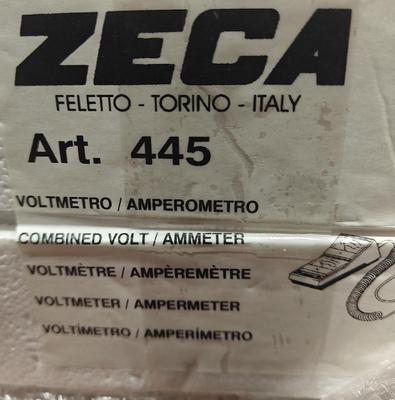 ZECA
FELETTO - TORINO - ITALY
Art. 445
VOLTMETRO / AMPEROMETRO
COMBINED VOLT / AMMETER
VOLTMÈTRE / AMPÈREMÈTRE
VOLTMETER / AMPERMETER
VOLTÍMETRO / AMPERÍMETRO